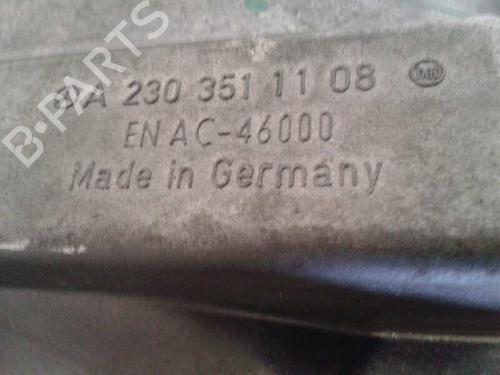 A 230 351 11 08
EN AC-46000
Made in Germany
B-PARTS